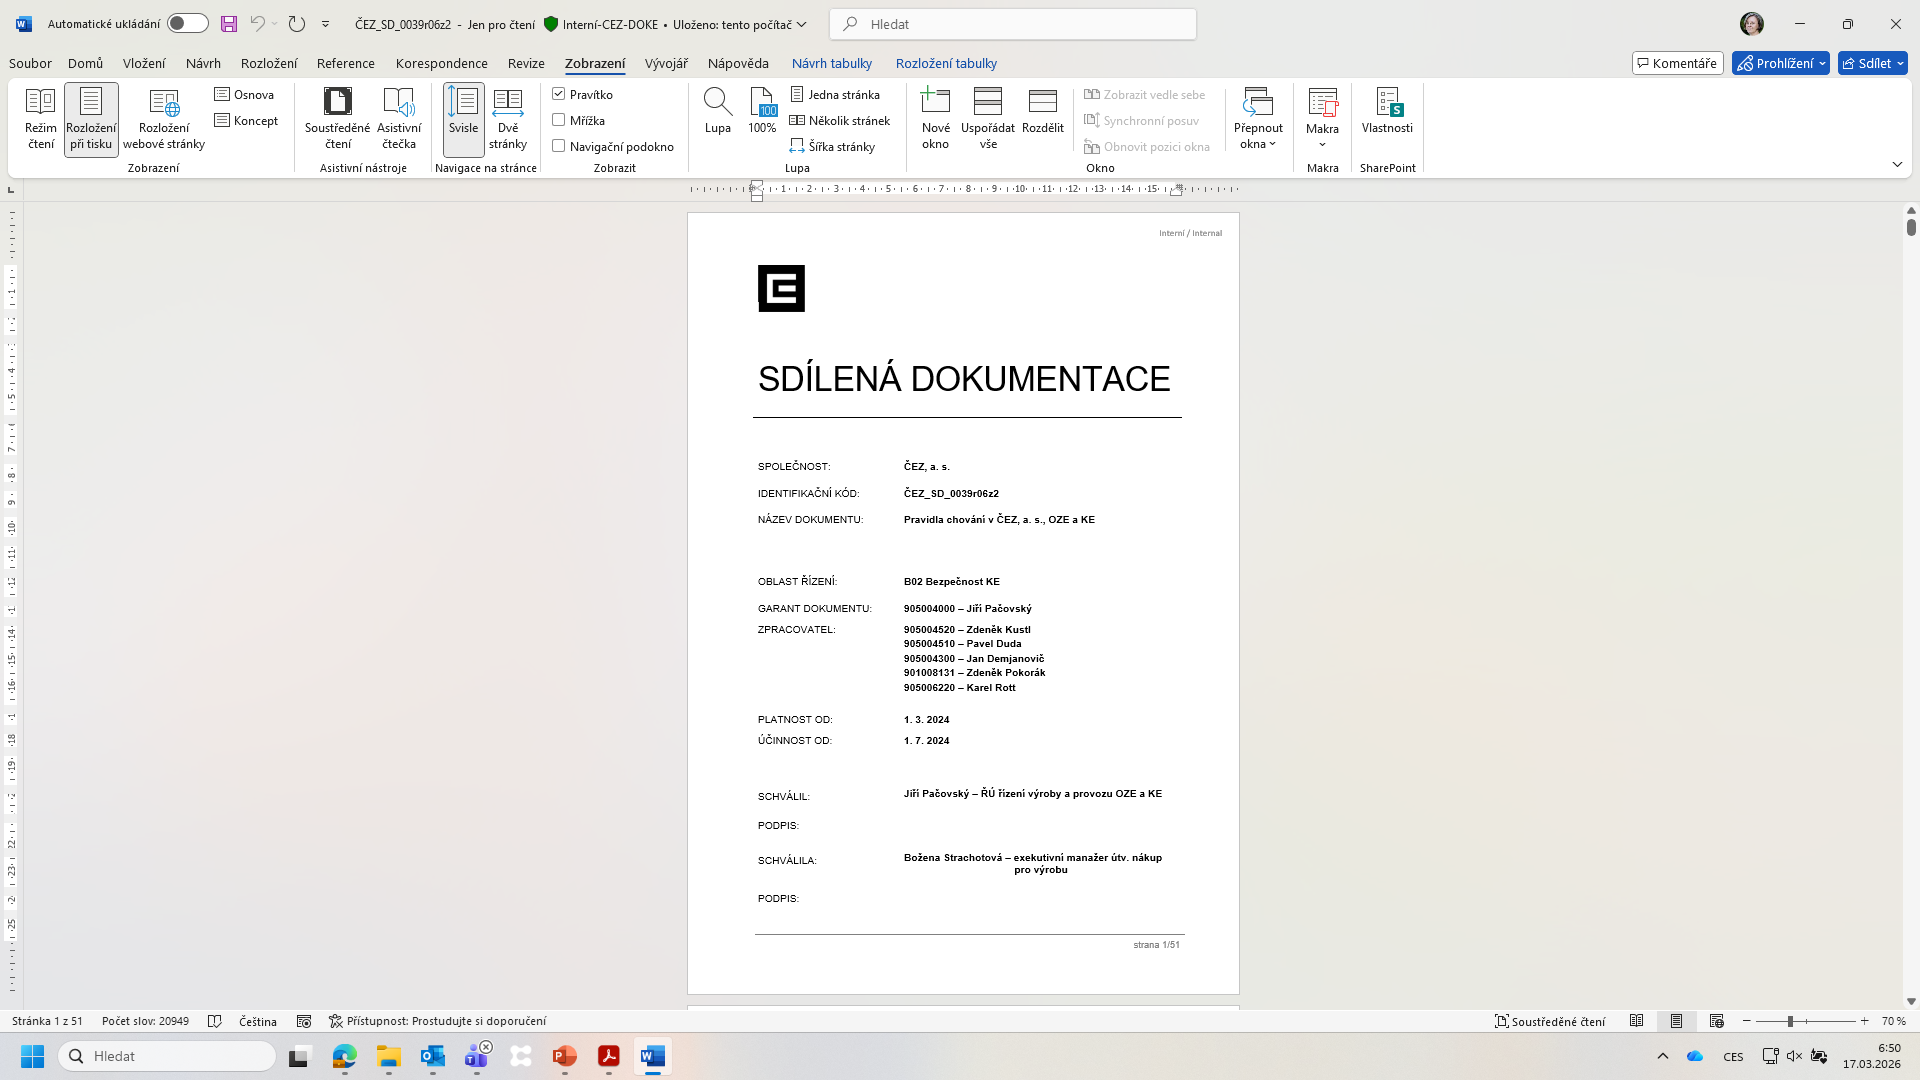 Automatické ukládání
ČEZ_SD_0039r06z2 - Jen pro čtení Interní-CEZ-DOKE • Uloženo: tento počítač
Hledat
Soubor Domů Vložení Návrh Rozložení Reference Korespondence Revize Zobrazení Vývojář Nápověda Návrh tabulky Rozložení tabulky
Komentáře Prohlížení Sdílet
Režim čtení
Rozložení při tisku
Rozložení webové stránky
Osnova
Koncept
Zobrazení
Soustředěné čtení
Asistivní čtečka
Asistivní nástroje
Svisle
Dvě stránky
Navigace na stránce
Pravítko
Mřížka
Navigační podokno
Zobrazit
Lupa
100
100%
Jedna stránka
Několik stránek
Šířka stránky
Lupa
Nové okno
Uspořádat vše
Rozdělit
Zobrazit vedle sebe
Synchronní posuv
Obnovit pozici okna
Přepnout okna
Okno
Makra
Makra
Vlastnosti
SharePoint
Interní / Internal
SDÍLENÁ DOKUMENTACE
SPOLEČNOST: ČEZ, a. s.
IDENTIFIKAČNÍ KÓD: ČEZ_SD_0039r06z2
NÁZEV DOKUMENTU: Pravidla chování v ČEZ, a. s., OZE a KE
OBLAST ŘÍZENÍ: B02 Bezpečnost KE
GARANT DOKUMENTU: 905004000 – Jiří Pačovský
ZPRACOVATEL: 905004520 – Zdeněk Kustl
905004510 – Pavel Duda
905004300 – Jan Demjanovič
901008131 – Zdeněk Pokorák
905006220 – Karel Rott
PLATNOST OD: 1. 3. 2024
ÚČINNOST OD: 1. 7. 2024
SCHVÁLIL: Jiří Pačovský – ŘÚ řízení výroby a provozu OZE a KE
PODPIS:
SCHVÁLILA: Božena Strachotová – exekutivní manažer útv. nákup
pro výrobu
PODPIS:
strana 1/51
Stránka 1 z 51 Počet slov: 20949 Čeština Přístupnost: Prostudujte si doporučení
Soustředěné čtení 70 %
Hledat
CES
6:50
17.03.2026